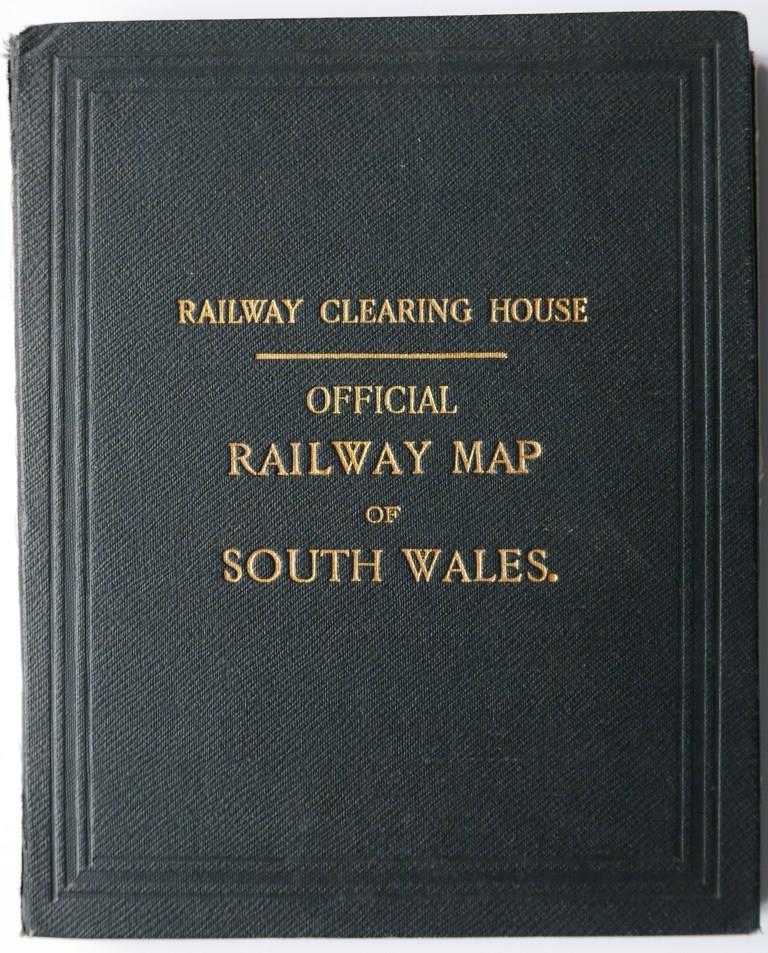 RAILWAY CLEARING HOUSE
OFFICIAL
RAILWAY MAP
OF
SOUTH WALES.